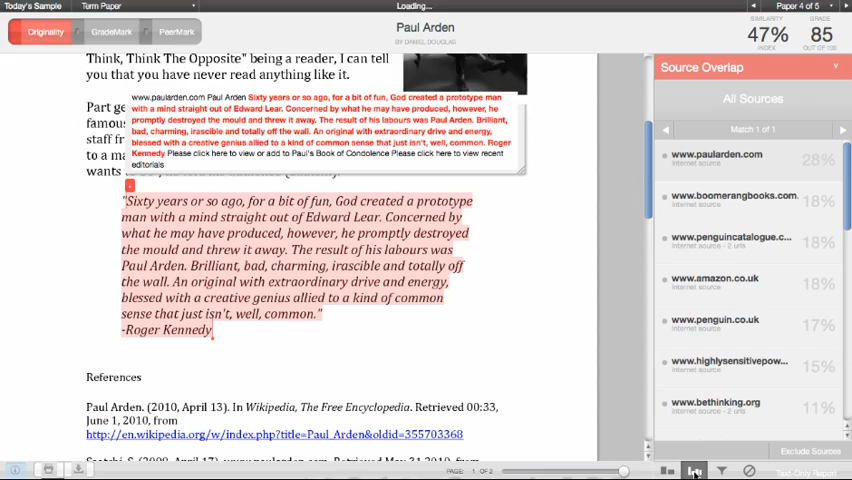 Today's Sample
Term Paper
Loading...
Paper 4 of 5
Originality
GradeMark
PeerMark
Paul Arden
BY DANIEL DOUGLAS
SIMILARITY
47%
INDEX
GRADE
85
OUT OF 100
Think, Think The Opposite" being a reader, I can tell
you that you have never read anything like it.
Part ge
famous
staff fr
to a ma
wants
www.paularden.com Paul Arden Sixty years or so ago, for a bit of fun, God created a prototype man
with a mind straight out of Edward Lear. Concerned by what he may have produced, however, he
promptly destroyed the mould and threw it away. The result of his labours was Paul Arden. Brilliant,
bad, charming, irascible and totally off the wall. An original with extraordinary drive and energy,
blessed with a creative genius allied to a kind of common sense that just isn't, well, common. Roger
Kennedy Please click here to view or add to Paul's Book of Condolence Please click here to view recent
editorials
"Sixty years or so ago, for a bit of fun, God created a prototype
man with a mind straight out of Edward Lear. Concerned by
what he may have produced, however, he promptly destroyed
the mould and threw it away. The result of his labours was
Paul Arden. Brilliant, bad, charming, irascible and totally off
the wall. An original with extraordinary drive and energy,
blessed with a creative genius allied to a kind of common
sense that just isn't, well, common."
-Roger Kennedy
References
Paul Arden. (2010, April 13). In Wikipedia, The Free Encyclopedia. Retrieved 00:33,
June 1, 2010, from
http://en.wikipedia.org/w/index.php?title=Paul_Arden&oldid=355703368
Source Overlap
All Sources
Match 1 of 1
www.paularden.com
Internet source
28%
www.boomerangbooks.com.
Internet source
18%
www.penguincatalogue.c...
Internet source - 2 urls
18%
www.amazon.co.uk
Internet source
18%
www.penguin.co.uk
Internet source
17%
www.highlysensitivepow...
Internet source
15%
www.bethinking.org
Internet source - 2 urls
11%
Exclude Sources
PAGE: 1 OF 2
Text-Only Report